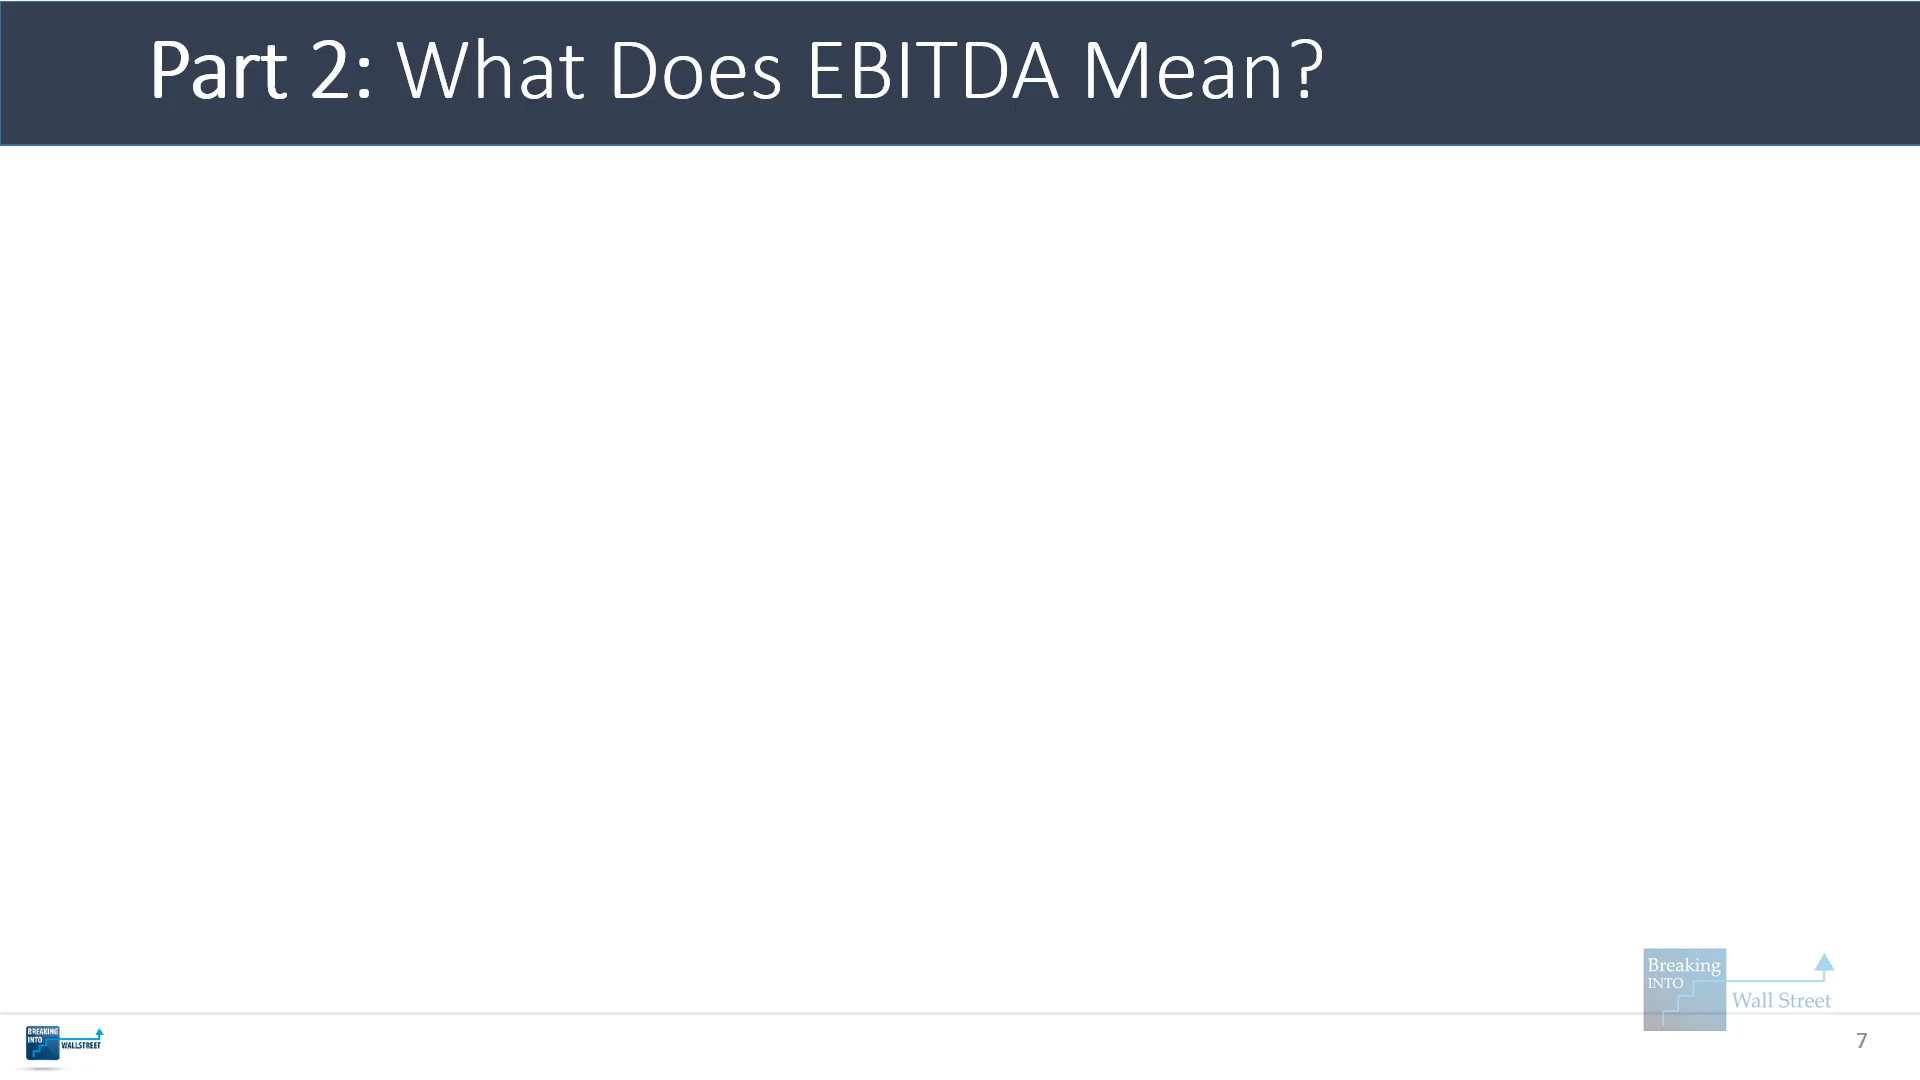 Part 2: What Does EBITDA Mean?
Breaking
INTO
Wall Street
BREAKING
INTO
WALLSTREET
7